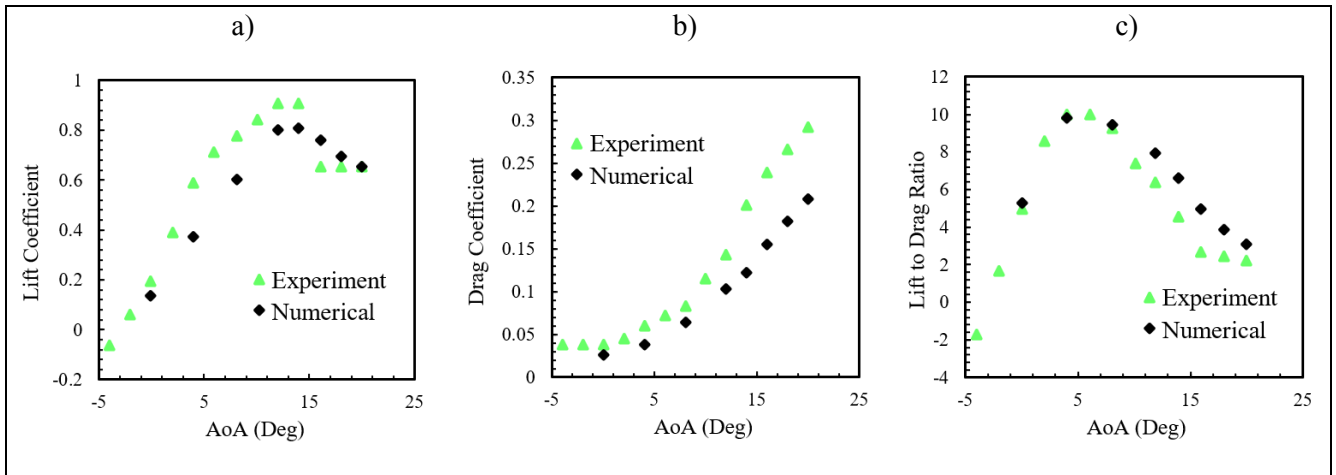 a)
b)
c)
Lift Coefficient
1
0.8
0.6
0.4
0.2
0
-0.2
-5
5
15
25
AoA (Deg)
Experiment
Numerical
Drag Coefficient
0.35
0.3
0.25
0.2
0.15
0.1
0.05
0
-5
5
15
25
AoA (Deg)
Experiment
Numerical
Lift to Drag Ratio
12
10
8
6
4
2
0
-2
-4
-5
5
15
25
AoA (Deg)
Experiment
Numerical